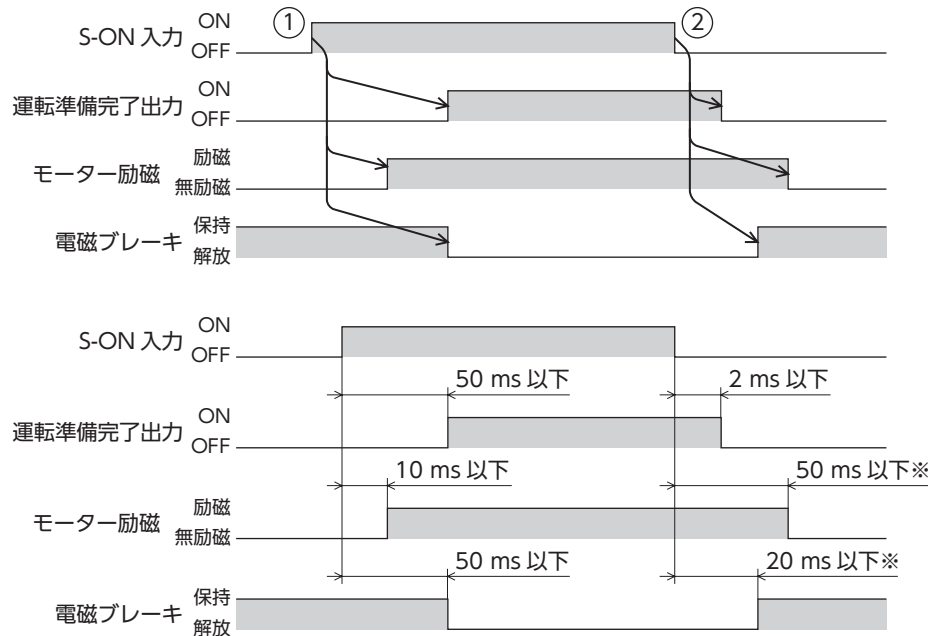 ① ②
S-ON 入力 ON
OFF
運転準備完了出力 ON
OFF
モーター励磁 励磁
無励磁
電磁ブレーキ 保持
解放
S-ON 入力 ON
OFF
50 ms 以下 2 ms 以下
運転準備完了出力 ON
OFF
10 ms 以下 50 ms 以下※
モーター励磁 励磁
無励磁
50 ms 以下 20 ms 以下※
電磁ブレーキ 保持
解放